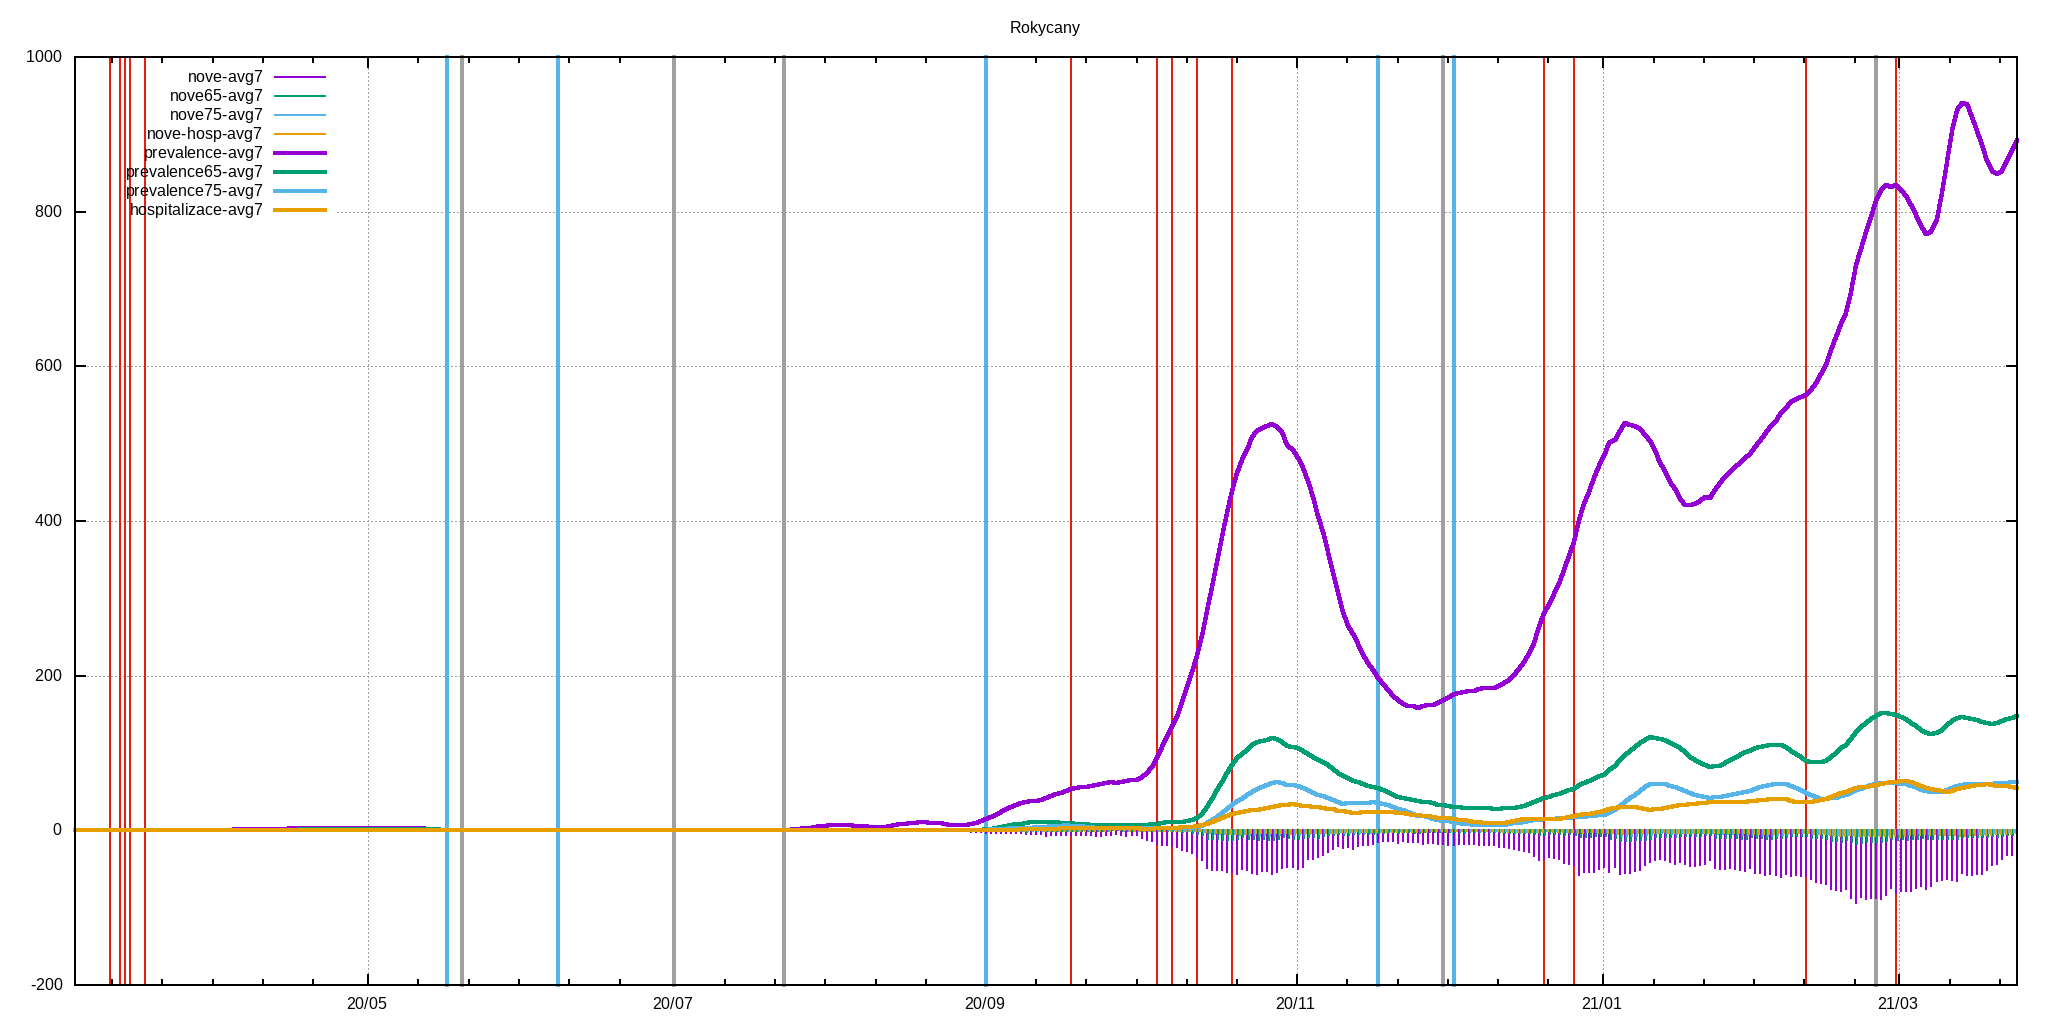 Rokycany
1000
800
600
400
200
0
-200
nove-avg7
nove65-avg7
nove75-avg7
nove-hosp-avg7
prevalence-avg7
prevalence65-avg7
prevalence75-avg7
hospitalizace-avg7
20/05 20/07 20/09 20/11 21/01 21/03